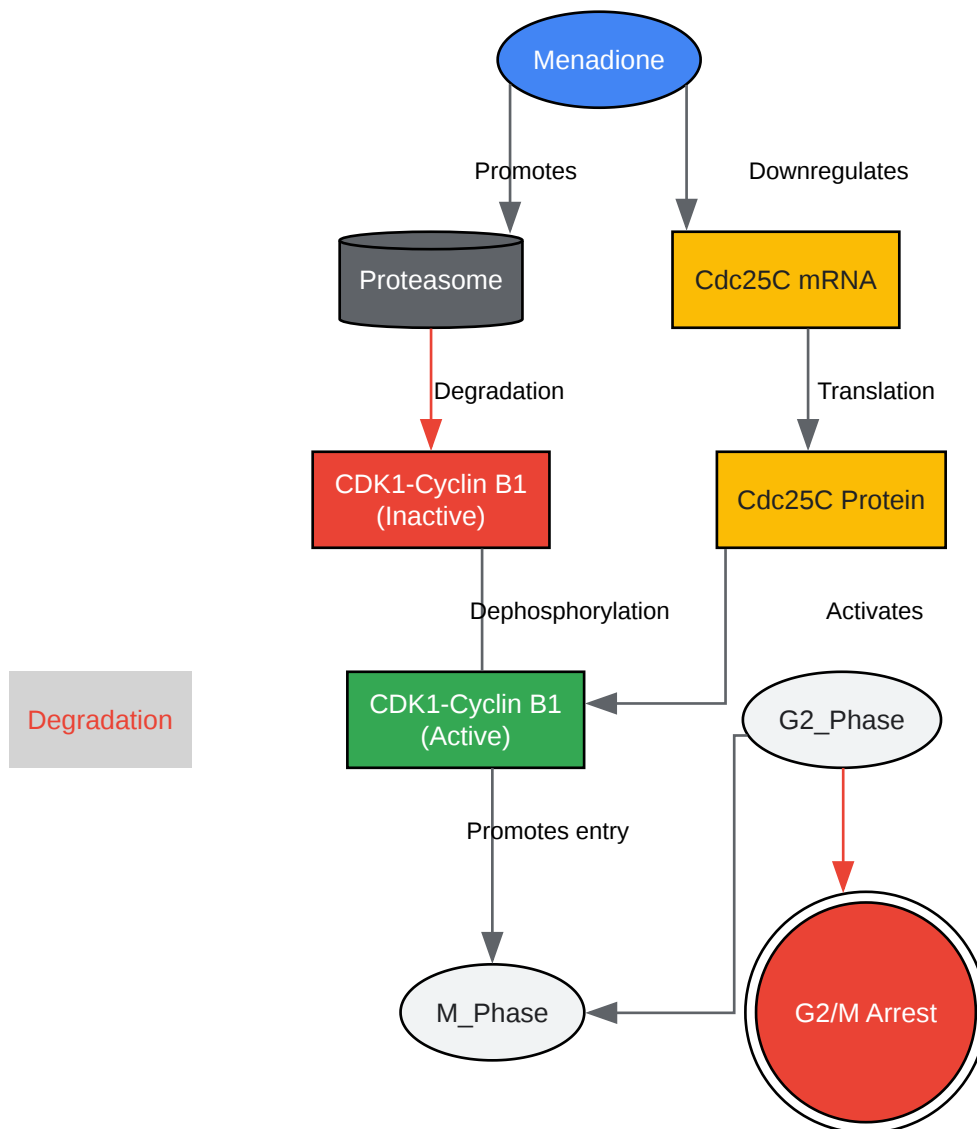 Menadione
Promotes
Downregulates
Proteasome
Cdc25C mRNA
Degradation
Translation
CDK1-Cyclin B1
(Inactive)
Cdc25C Protein
Dephosphorylation
Activates
Degradation
CDK1-Cyclin B1
(Active)
G2_Phase
Promotes entry
M_Phase
G2/M Arrest